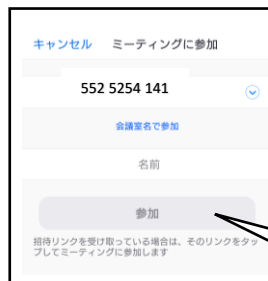 キャンセル ミーティングに参加
552 5254 141
会議室名で参加
名前
参加
招待リンクを受け取っている場合は、そのリンクをタッ
プしてミーティングに参加します